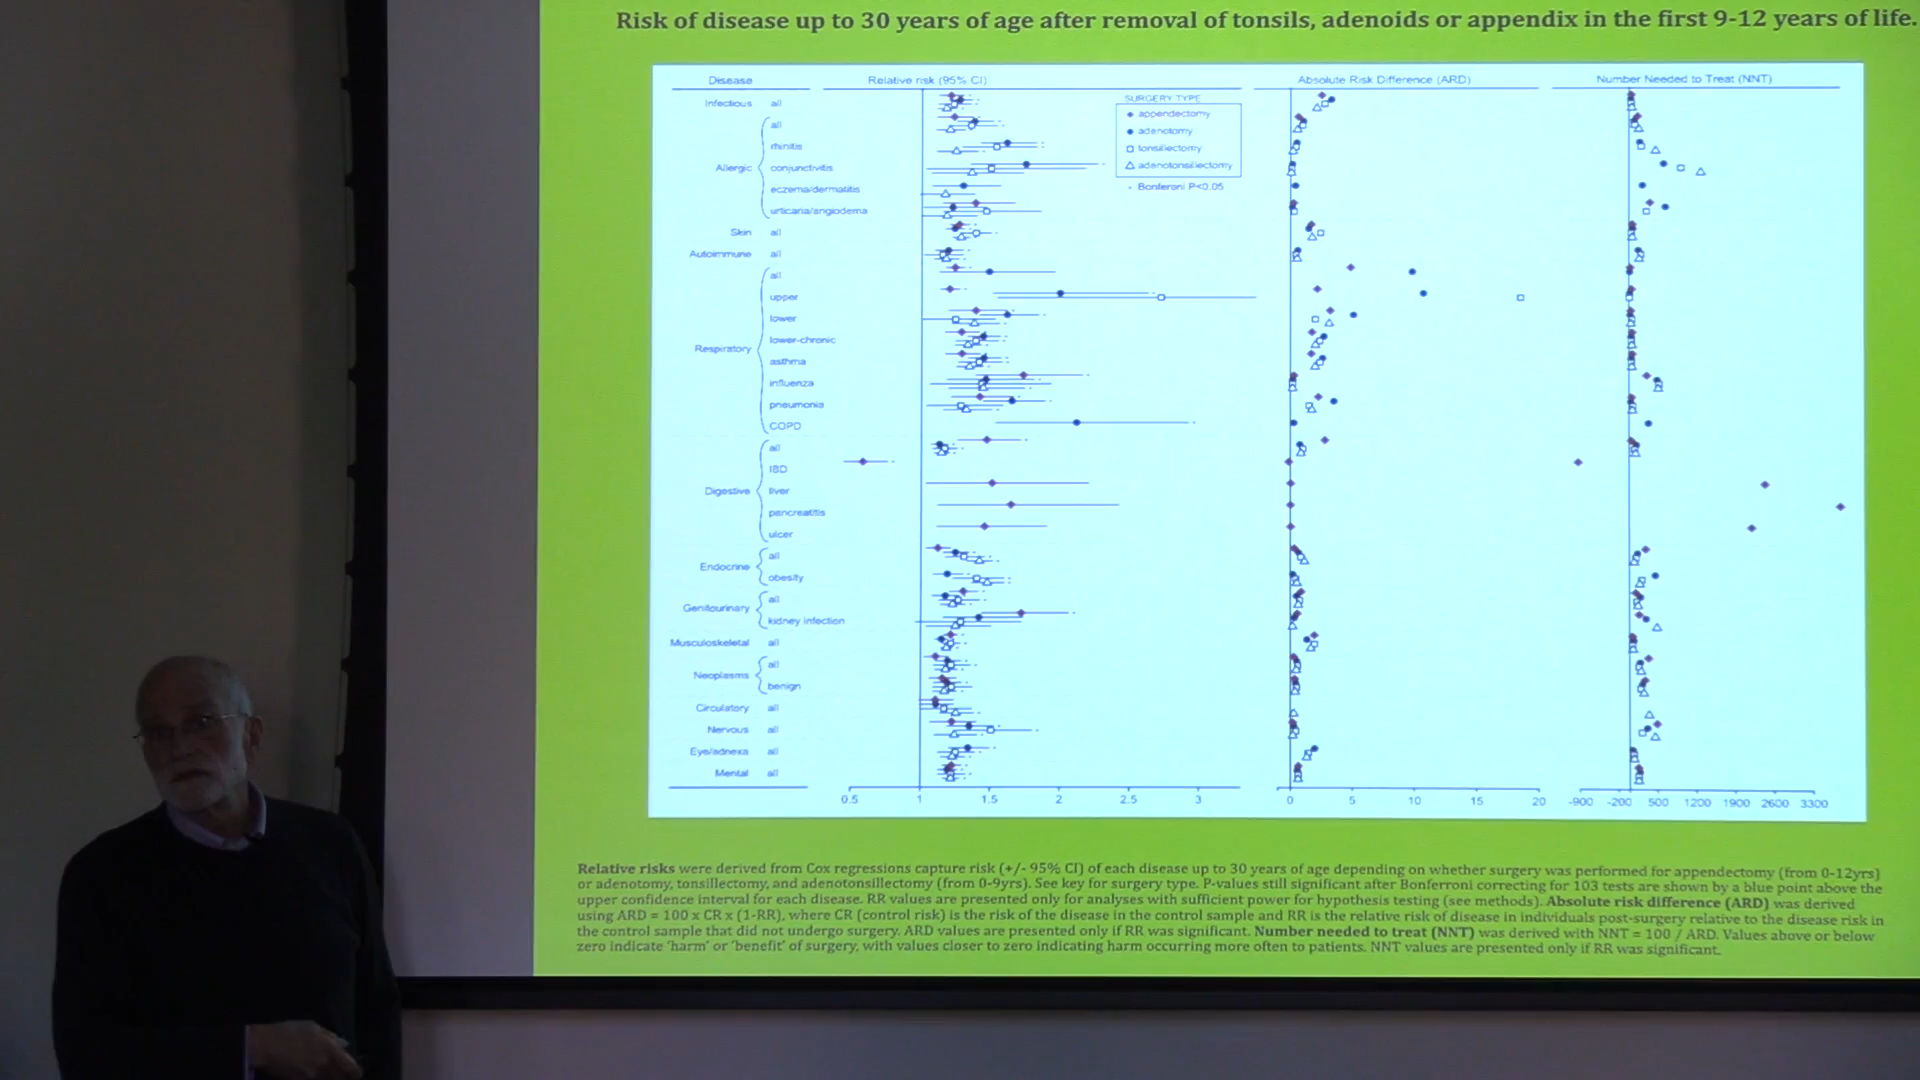 Risk of disease up to 30 years of age after removal of tonsils, adenoids or appendix in the first 9-12 years of life.
Disease Relative risk (95% CI) Absolute Risk Difference (ARD) Number Needed to Treat (NNT)
SURGERY TYPE
appendectomy
adenotomy
tonsillectomy
adenotonsillectomy
Bonferoni P<0.05
Infectious all
all
rhinitis
Allergic conjunctivitis
eczema/dermatitis
urticaria/angiodema
Skin all
Autoimmune all
all
upper
lower
Respiratory lower-chronic
asthma
influenza
pneumonia
COPD
all
IBD
Digestive liver
pancreatitis
ulcer
Endocrine all
obesity
Genitourinary all
kidney infection
Musculoskeletal all
Neoplasms all
benign
Circulatory all
Nervous all
Eye/adnexa all
Mental all
0.5 1 1.5 2 2.5 3 0 5 10 15 20 -900 -200 500 1200 1900 2600 3300
Relative risks were derived from Cox regressions capture risk (+/- 95% CI) of each disease up to 30 years of age depending on whether surgery was performed for appendectomy (from 0-12yrs)
or adenotomy, tonsillectomy, and adenotonsillectomy (from 0-9yrs). See key for surgery type. P-values still significant after Bonferroni correcting for 103 tests are shown by a blue point above the
upper confidence interval for each disease. RR values are presented only for analyses with sufficient power for hypothesis testing (see methods). Absolute risk difference (ARD) was derived
using ARD = 100 x CR x (1-RR), where CR (control risk) is the risk of the disease in the control sample and RR is the relative risk of disease in individuals post-surgery relative to the disease risk in
the control sample that did not undergo surgery. ARD values are presented only if RR was significant. Number needed to treat (NNT) was derived with NNT = 100 / ARD. Values above or below
zero indicate 'harm' or 'benefit' of surgery, with values closer to zero indicating harm occurring more often to patients. NNT values are presented only if RR was significant.